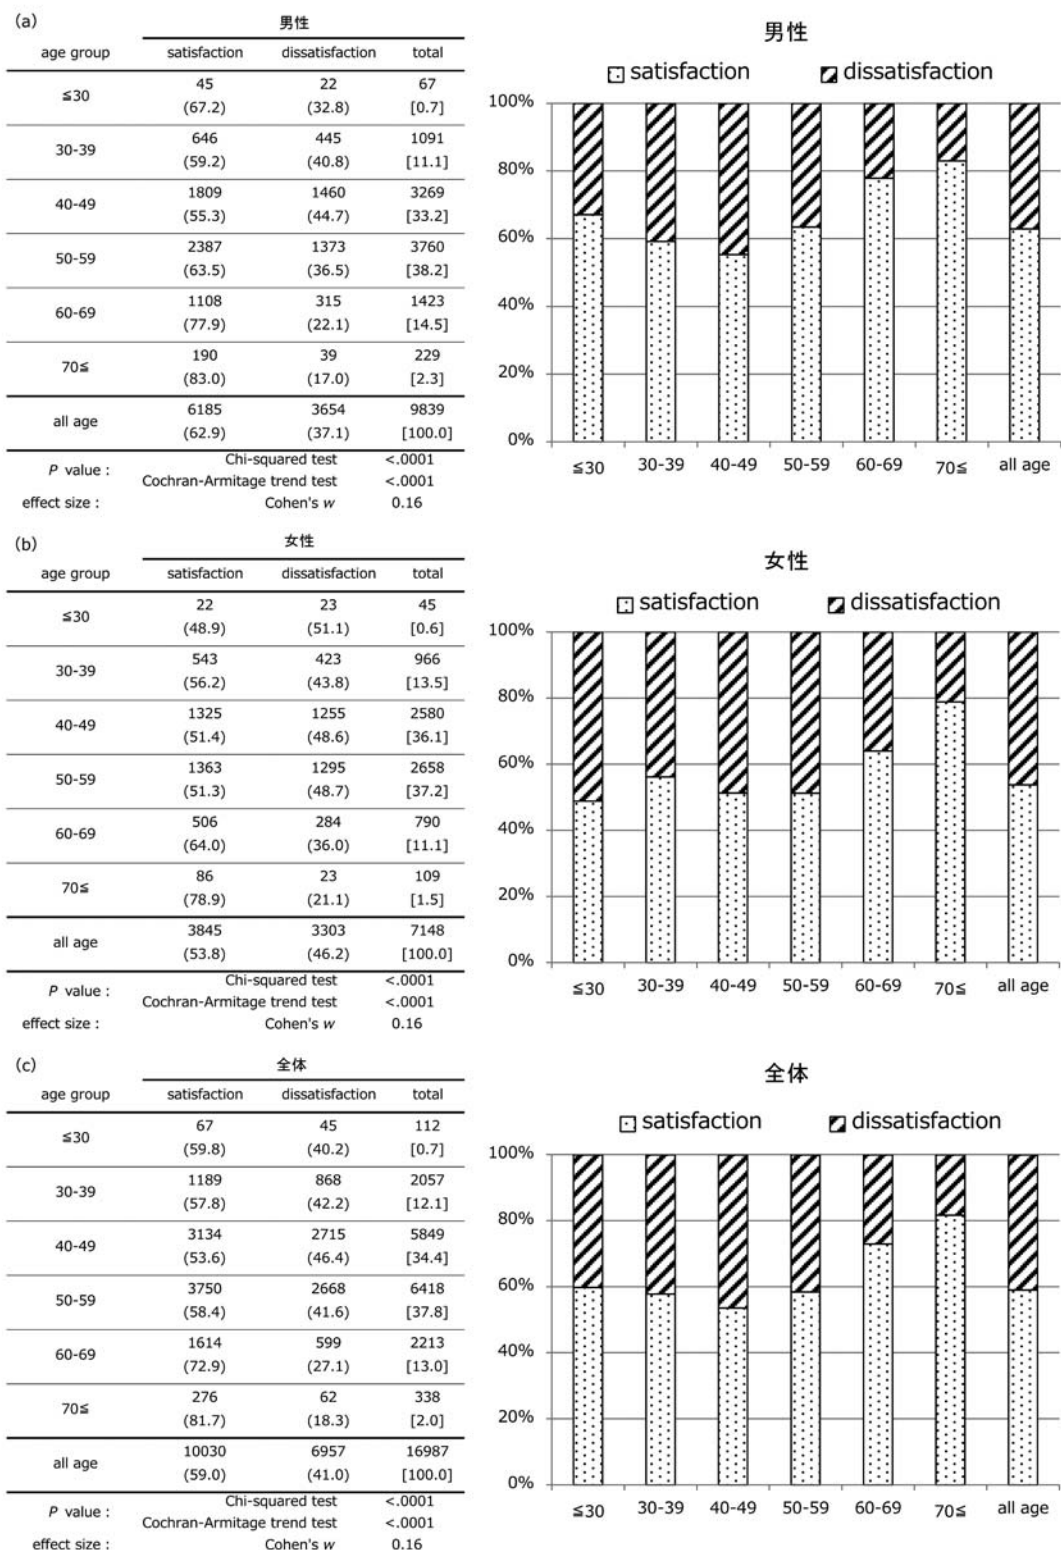 (a)
男性
age group satisfaction dissatisfaction total
≦30 45 22 67
(67.2) (32.8) [0.7]
30-39 646 445 1091
(59.2) (40.8) [11.1]
40-49 1809 1460 3269
(55.3) (44.7) [33.2]
50-59 2387 1373 3760
(63.5) (36.5) [38.2]
60-69 1108 315 1423
(77.9) (22.1) [14.5]
70≦ 190 39 229
(83.0) (17.0) [2.3]
all age 6185 3654 9839
(62.9) (37.1) [100.0]
P value : Chi-squared test <.0001
Cochran-Armitage trend test <.0001
effect size : Cohen's w 0.16
男性
satisfaction dissatisfaction
100%
80%
60%
40%
20%
0%
≦30 30-39 40-49 50-59 60-69 70≦ all age
(b)
女性
age group satisfaction dissatisfaction total
≦30 22 23 45
(48.9) (51.1) [0.6]
30-39 543 423 966
(56.2) (43.8) [13.5]
40-49 1325 1255 2580
(51.4) (48.6) [36.1]
50-59 1363 1295 2658
(51.3) (48.7) [37.2]
60-69 506 284 790
(64.0) (36.0) [11.1]
70≦ 86 23 109
(78.9) (21.1) [1.5]
all age 3845 3303 7148
(53.8) (46.2) [100.0]
P value : Chi-squared test <.0001
Cochran-Armitage trend test <.0001
effect size : Cohen's w 0.16
女性
satisfaction dissatisfaction
100%
80%
60%
40%
20%
0%
≦30 30-39 40-49 50-59 60-69 70≦ all age
(c)
全体
age group satisfaction dissatisfaction total
≦30 67 45 112
(59.8) (40.2) [0.7]
30-39 1189 868 2057
(57.8) (42.2) [12.1]
40-49 3134 2715 5849
(53.6) (46.4) [34.4]
50-59 3750 2668 6418
(58.4) (41.6) [37.8]
60-69 1614 599 2213
(72.9) (27.1) [13.0]
70≦ 276 62 338
(81.7) (18.3) [2.0]
all age 10030 6957 16987
(59.0) (41.0) [100.0]
P value : Chi-squared test <.0001
Cochran-Armitage trend test <.0001
effect size : Cohen's w 0.16
全体
satisfaction dissatisfaction
100%
80%
60%
40%
20%
0%
≦30 30-39 40-49 50-59 60-69 70≦ all age